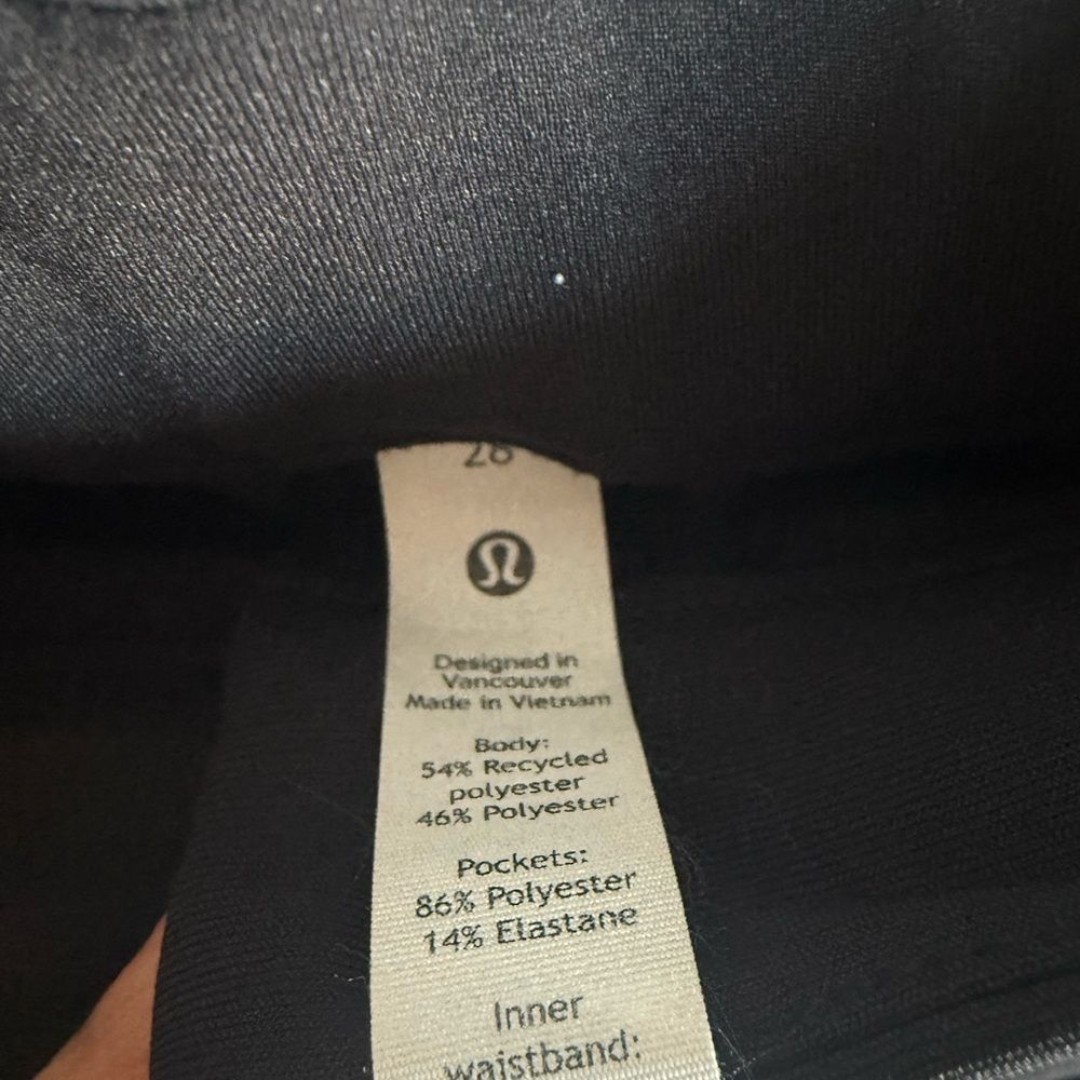 Designed in
Vancouver
Made in Vietnam
Body:
54% Recycled
polyester
46% Polyester
Pockets:
86% Polyester
14% Elastane
Inner
waistband: